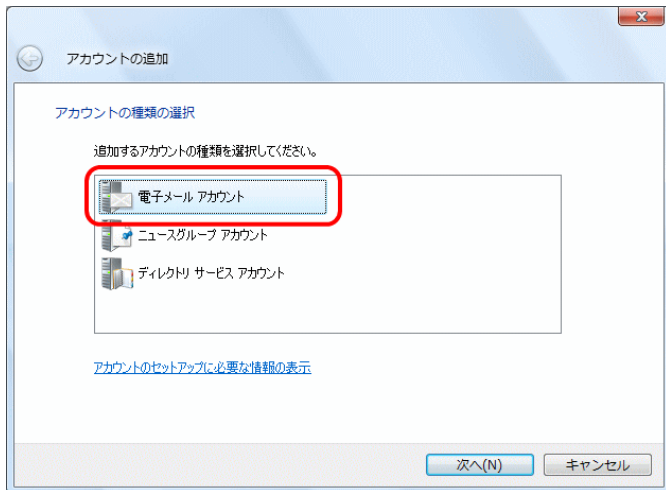 アカウントの追加
アカウントの種類の選択
追加するアカウントの種類を選択してください。
電子メール アカウント
ニュースグループ アカウント
ディレクトリ サービス アカウント
アカウントのセットアップに必要な情報の表示
次へ(N)
キャンセル